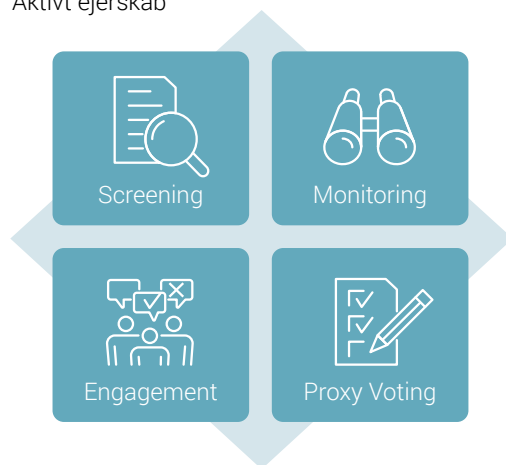 Aktivt ejerskab
Screening
Monitoring
Engagement
Proxy Voting